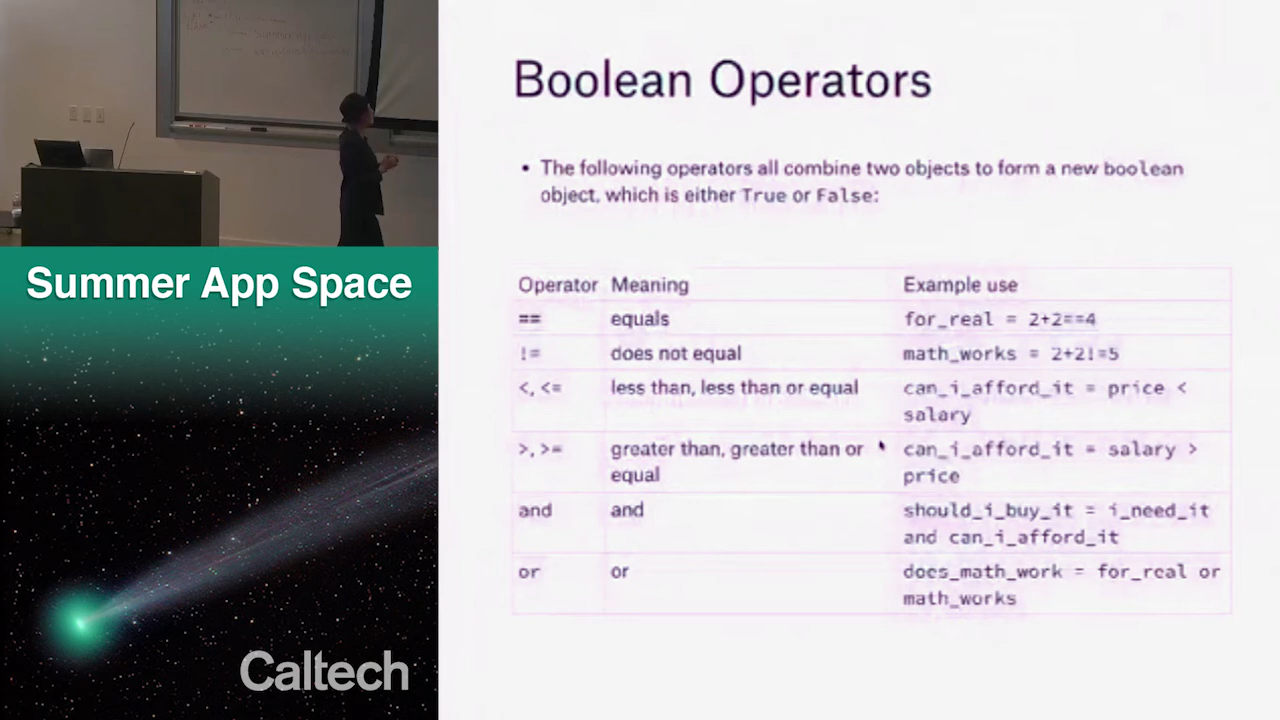 Summer App Space
Caltech
Boolean Operators
• The following operators all combine two objects to form a new boolean
object, which is either True or False:
Operator Meaning Example use
== equals for_real = 2+2==4
!= does not equal math_works = 2+2!=5
<, <= less than, less than or equal can_i_afford_it = price <
salary
>, >= greater than, greater than or can_i_afford_it = salary >
equal price
and and should_i_buy_it = i_need_it
and can_i_afford_it
or or does_math_work = for_real or
math_works